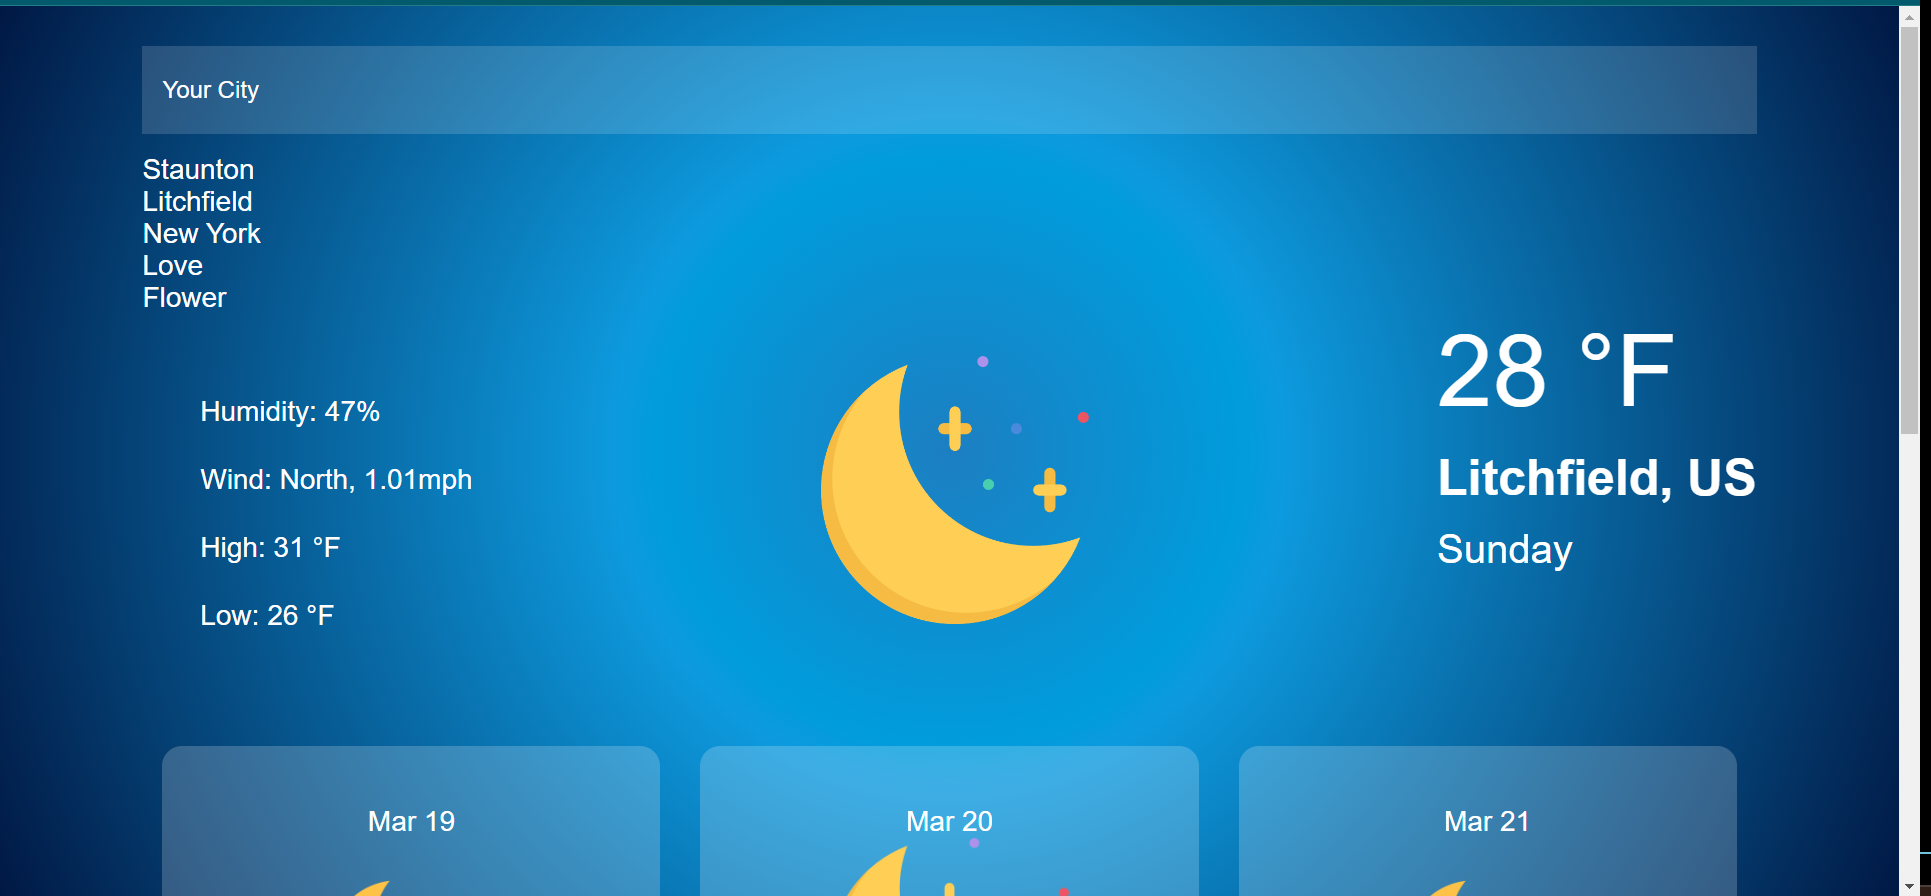 Your City
Staunton
Litchfield
New York
Love
Flower
Humidity: 47%
Wind: North, 1.01mph
High: 31 °F
Low: 26 °F
28 °F
Litchfield, US
Sunday
Mar 19
Mar 20
Mar 21